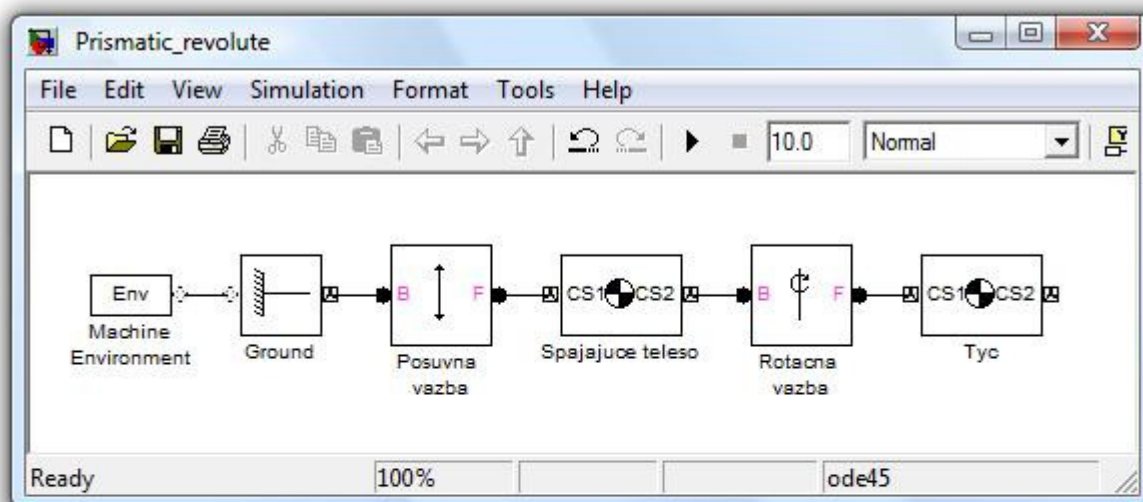 Prismatic_revolute
File Edit View Simulation Format Tools Help
10.0 Normal
Env B F CS1 CS2 B F CS1 CS2
Machine
Environment
Ground
Posuvna
vazba
Spajajuce teleso
Rotacna
vazba
Tyc
Ready 100% ode45